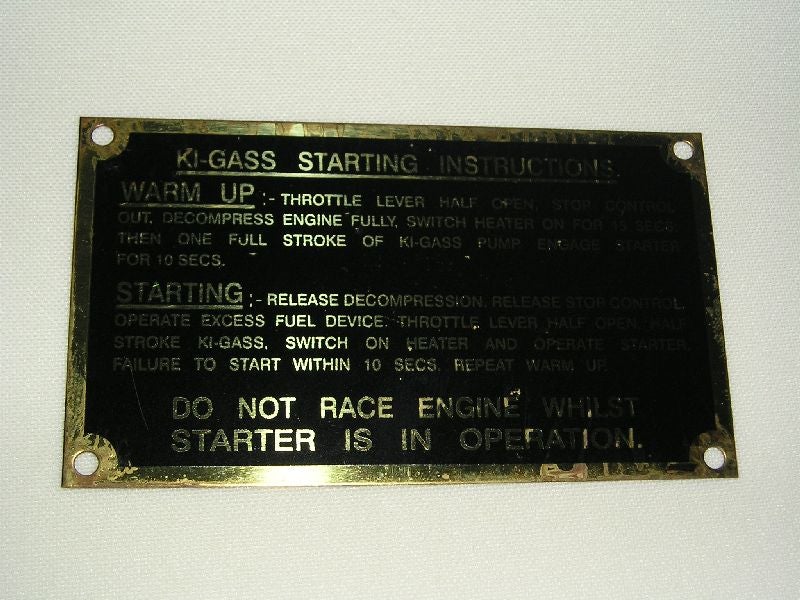 KI-GASS STARTING INSTRUCTIONS.
WARM UP :- THROTTLE LEVER HALF OPEN, STOP CONTROL
OUT, DECOMPRESS ENGINE FULLY, SWITCH HEATER ON FOR 15 SECS.
THEN ONE FULL STROKE OF KI-GASS PUMP, ENGAGE STARTER
FOR 10 SECS.
STARTING :- RELEASE DECOMPRESSION, RELEASE STOP CONTROL,
OPERATE EXCESS FUEL DEVICE, THROTTLE LEVER HALF OPEN, HALF
STROKE KI-GASS, SWITCH ON HEATER AND OPERATE STARTER.
FAILURE TO START WITHIN 10 SECS. REPEAT WARM UP.
DO NOT RACE ENGINE WHILST
STARTER IS IN OPERATION.